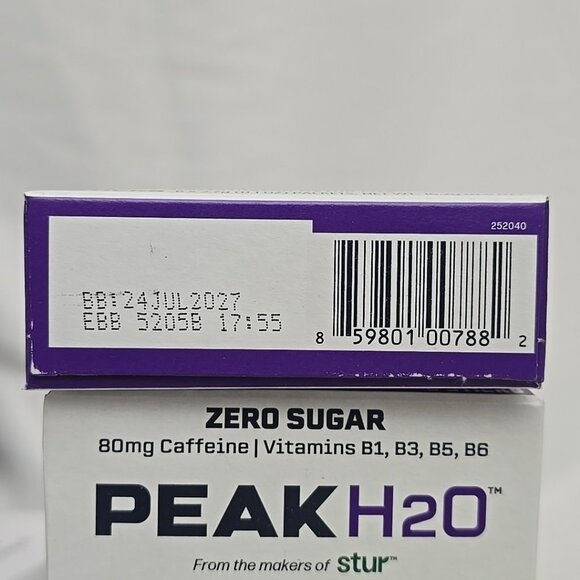 252040
BB:24JUL2027
EBB 5205B 17:55
8 59801 00788 2
ZERO SUGAR
80mg Caffeine | Vitamins B1, B3, B5, B6
PEAK H2O™
From the makers of stur™